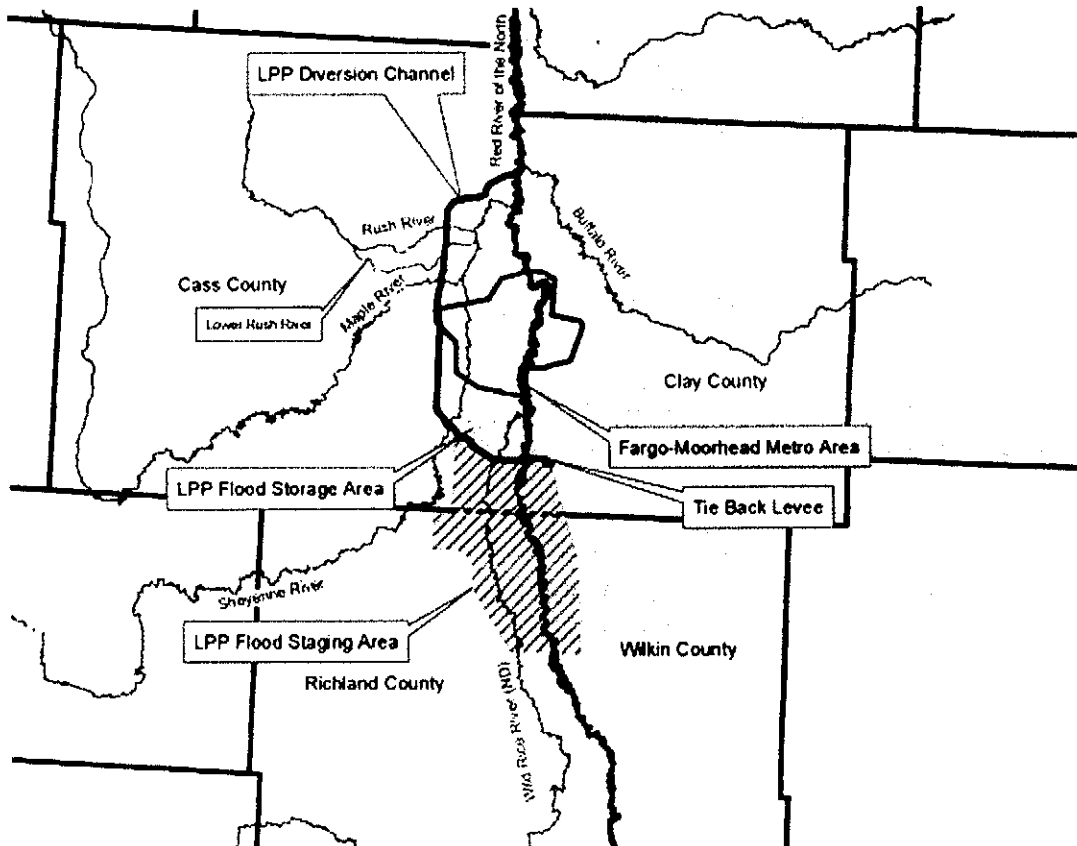 Red River of the North
LPP Diversion Channel
Rush River
Buffalo River
Cass County
Maple River
Lower Rush River
Clay County
Fargo-Moorhead Metro Area
LPP Flood Storage Area
Tie Back Levee
Sheyenne River
LPP Flood Staging Area
Wilkin County
Richland County
Wild Rice River (ND)